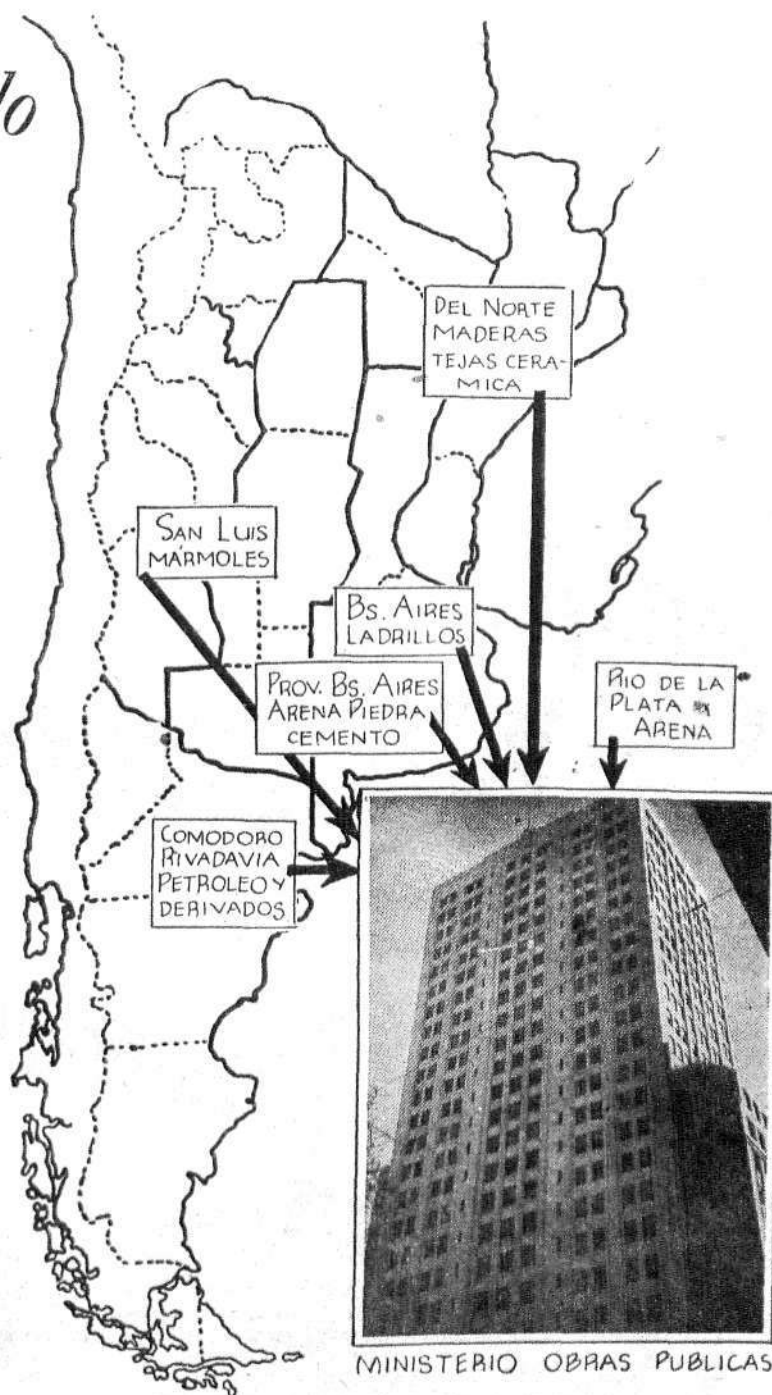 DEL NORTE
MADERAS
TEJAS CERA-
MICA
SAN LUIS
MÁRMOLES
BS. AIRES
LADRILLOS
PROV. BS. AIRES
ARENA PIEDRA
CEMENTO
RIO DE LA
PLATA
ARENA
COMODORO
RIVADAVIA
PETROLEO Y
DERIVADOS
MINISTERIO OBRAS PUBLICAS